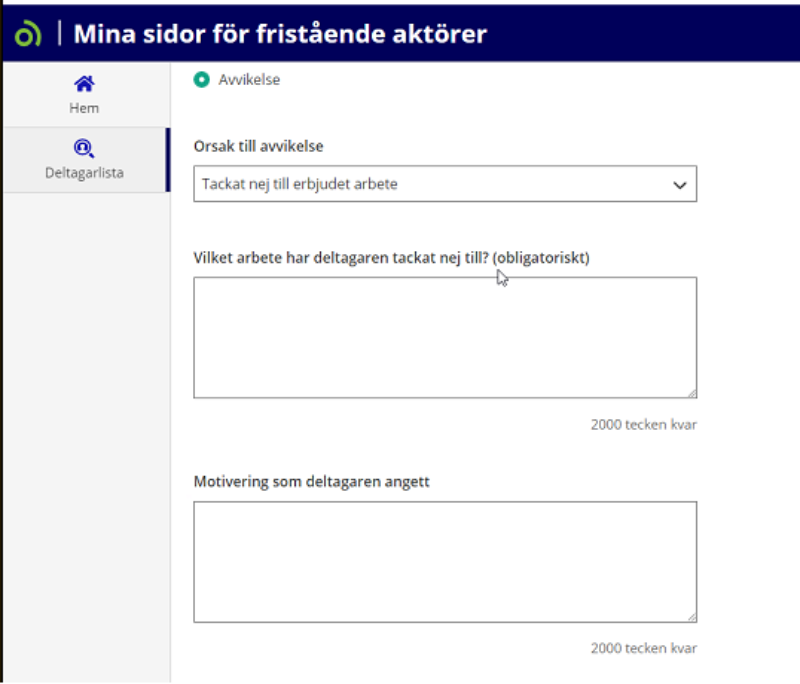 Mina sidor för fristående aktörer
Hem
Deltagarlista
Avvikelse
Orsak till avvikelse
Tackat nej till erbjudet arbete
Vilket arbete har deltagaren tackat nej till? (obligatoriskt)
2000 tecken kvar
Motivering som deltagaren angett
2000 tecken kvar